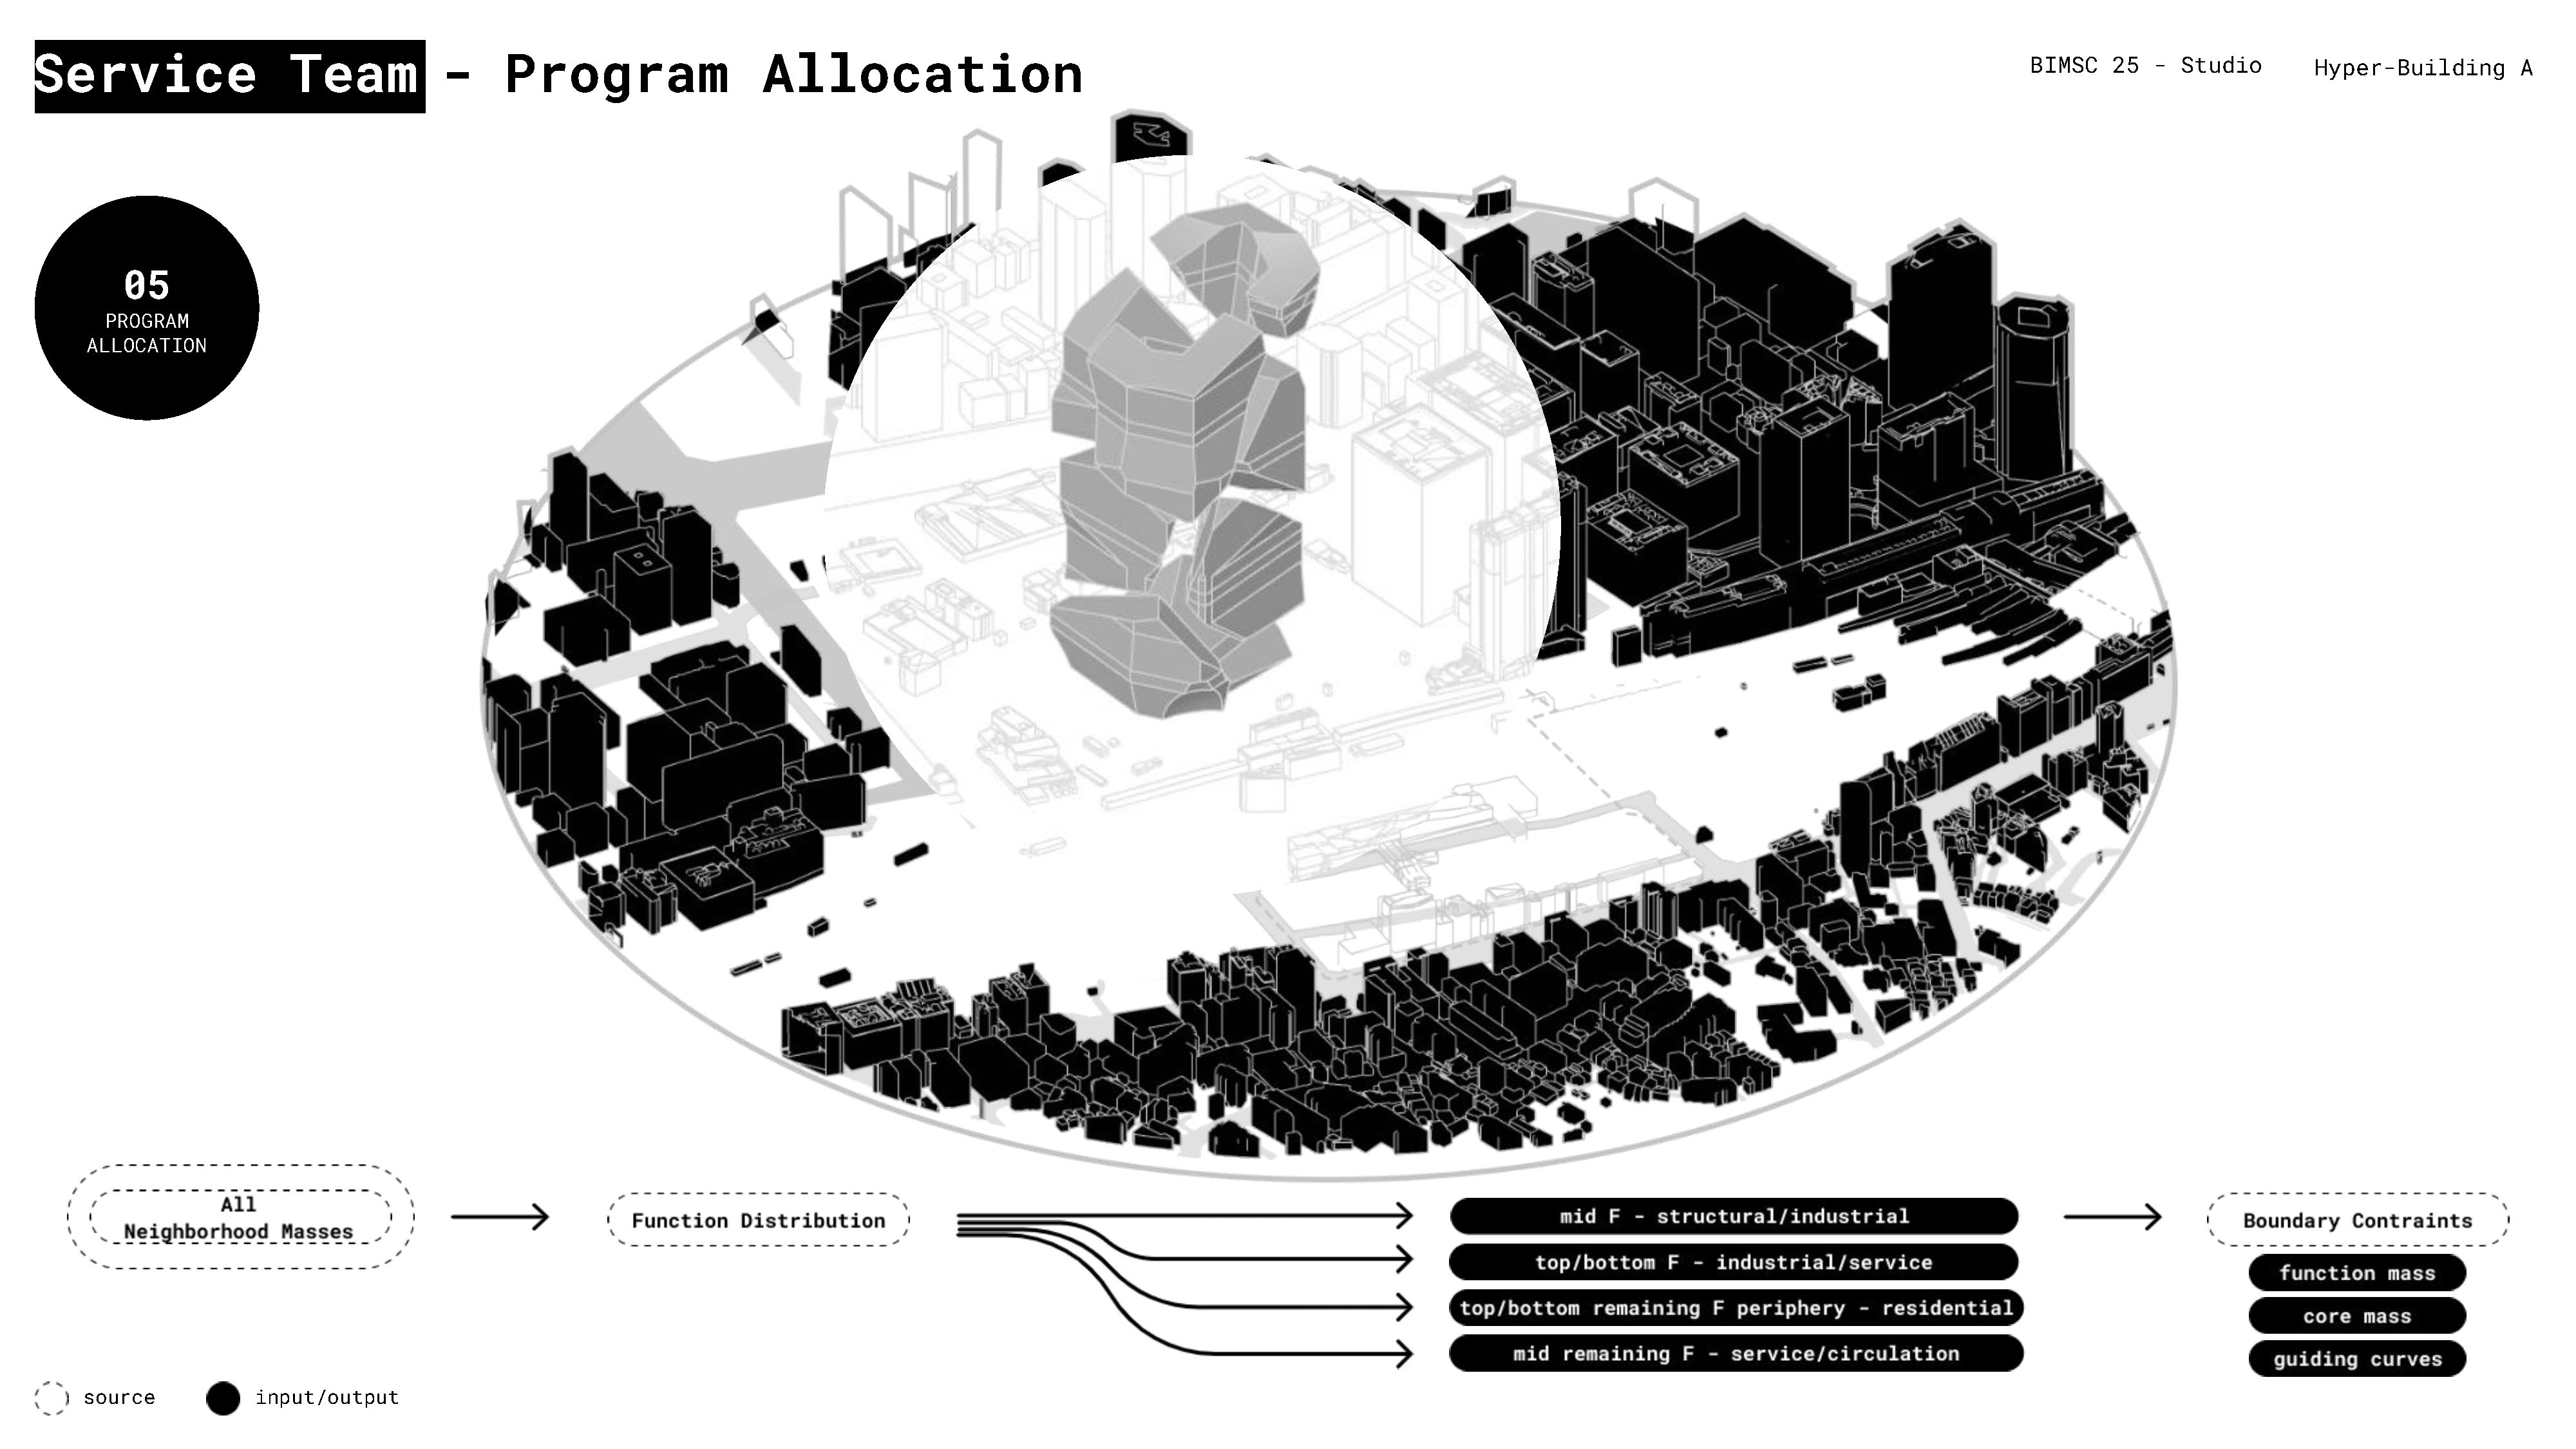 Service Team - Program Allocation
BIMSC 25 - Studio
Hyper-Building A
05
PROGRAM
ALLOCATION
All
Neighborhood Masses
Function Distribution
mid F - structural/industrial
top/bottom F - industrial/service
top/bottom remaining F periphery - residential
mid remaining F - service/circulation
Boundary Contraints
function mass
core mass
guiding curves
source
input/output